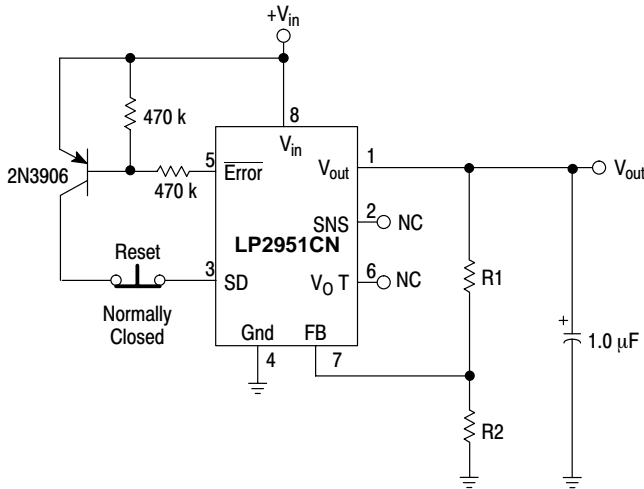 +Vin
8
470 k
Vin
1
Vout
Vout
5
Error
2N3906
470 k
SNS
2
NC
LP2951CN
Reset
3
SD
VO T
6
NC
R1
Normally
Closed
Gnd
FB
4
7
+
1.0 µF
R2